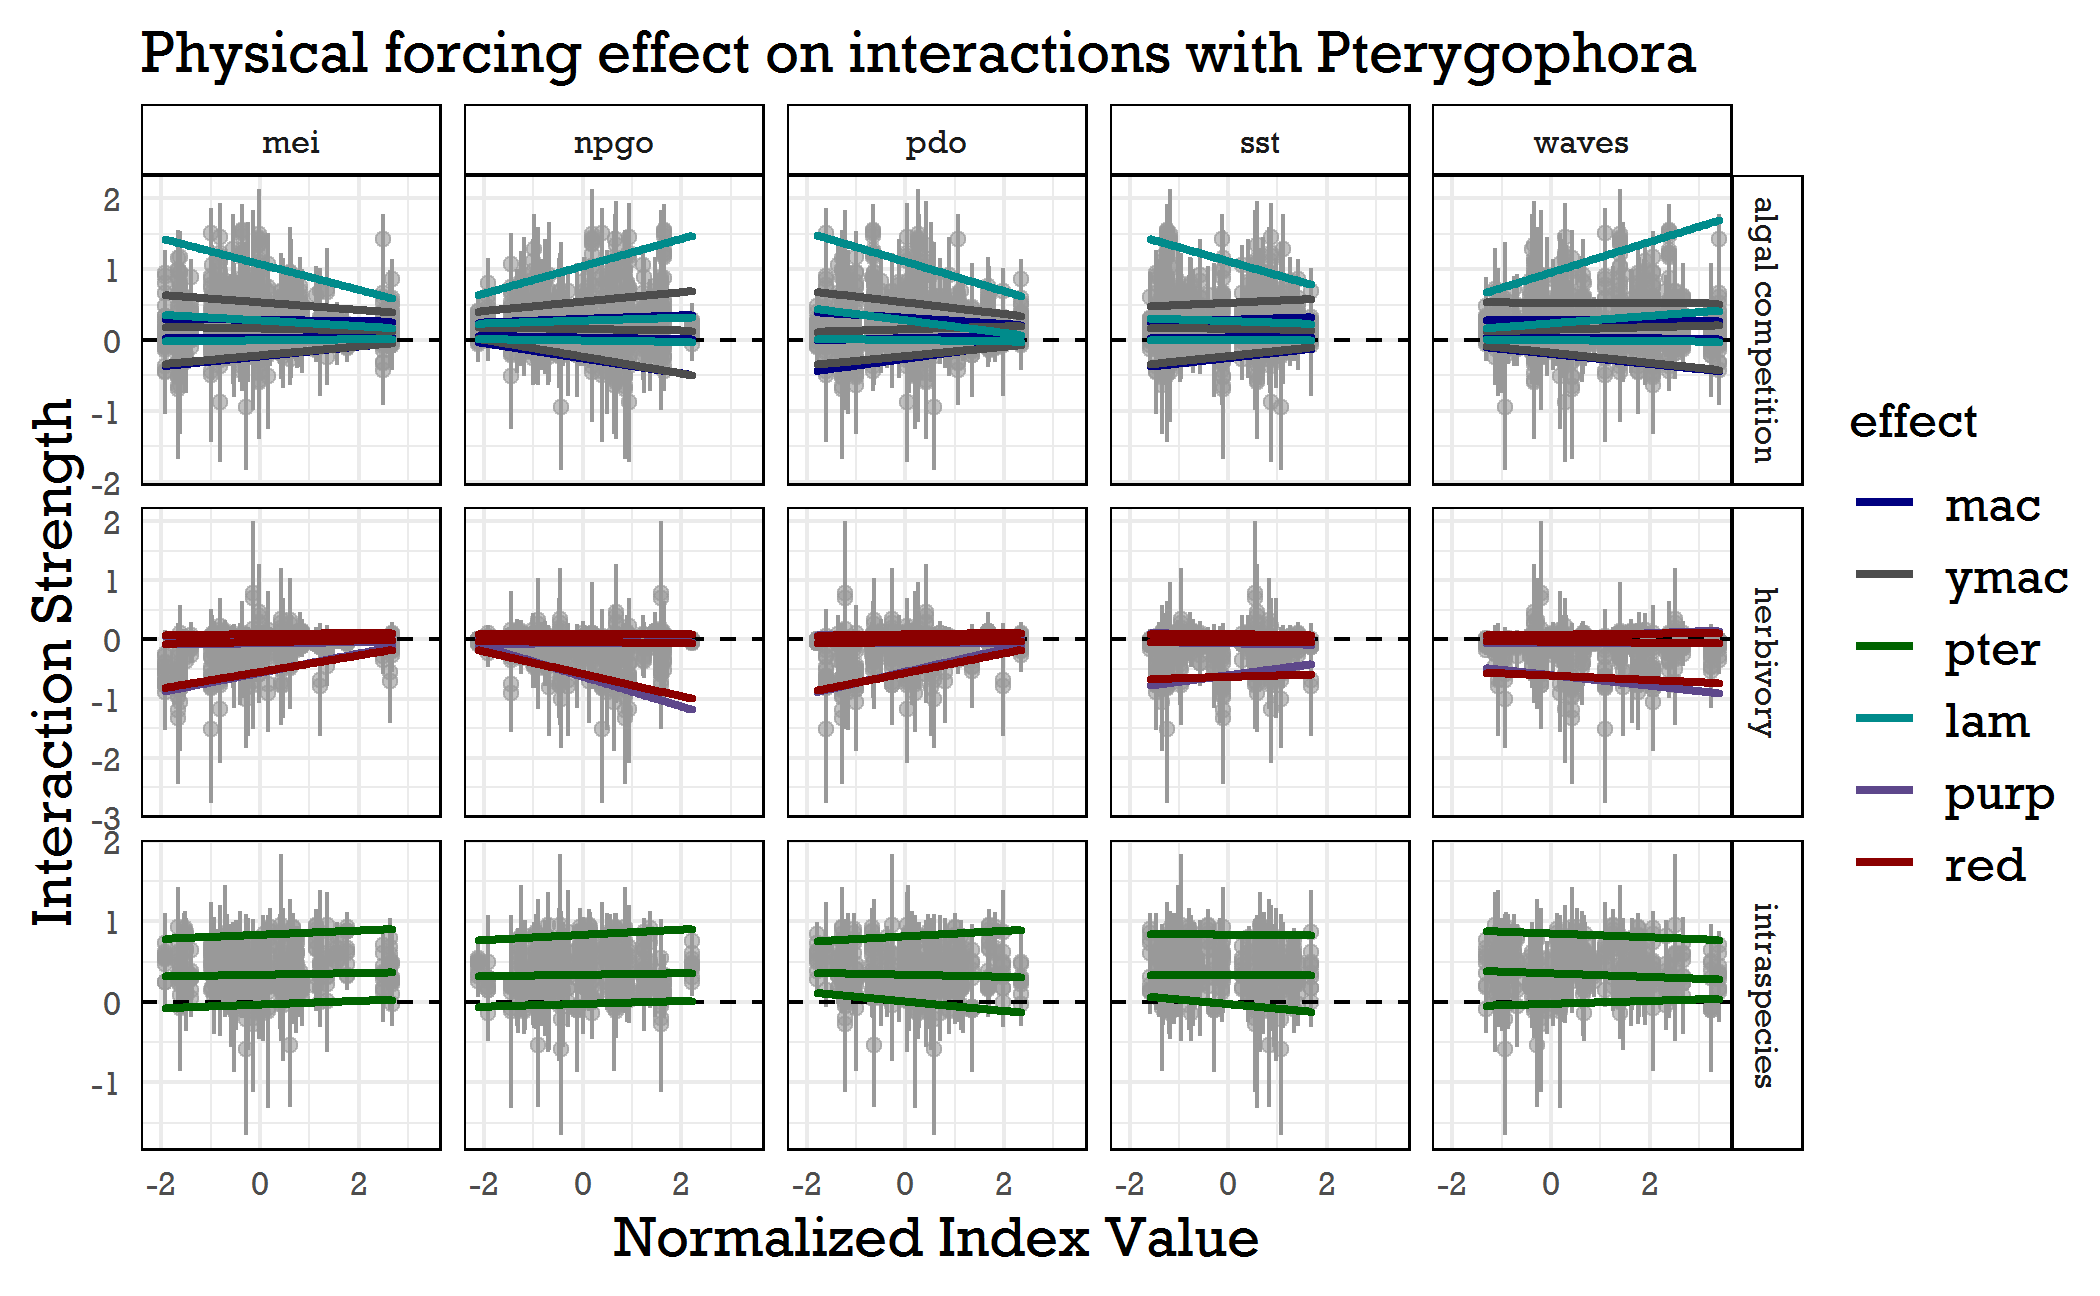 Physical forcing effect on interactions with Pterygophora
mei npgo pdo sst waves
2
1
0
-1
-2
algal competition
2
1
0
-1
-2
-3
herbivory
2
1
0
-1
intraspecies
-2 0 2 -2 0 2 -2 0 2 -2 0 2 -2 0 2
Interaction Strength
Normalized Index Value
effect
mac
ymac
pter
lam
purp
red